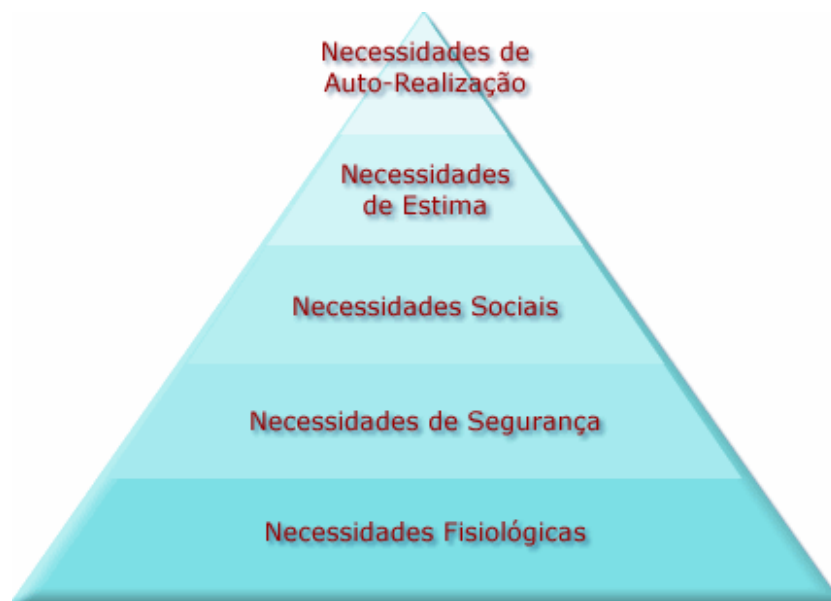 Necessidades de
Auto-Realização
Necessidades
de Estima
Necessidades Sociais
Necessidades de Segurança
Necessidades Fisiológicas